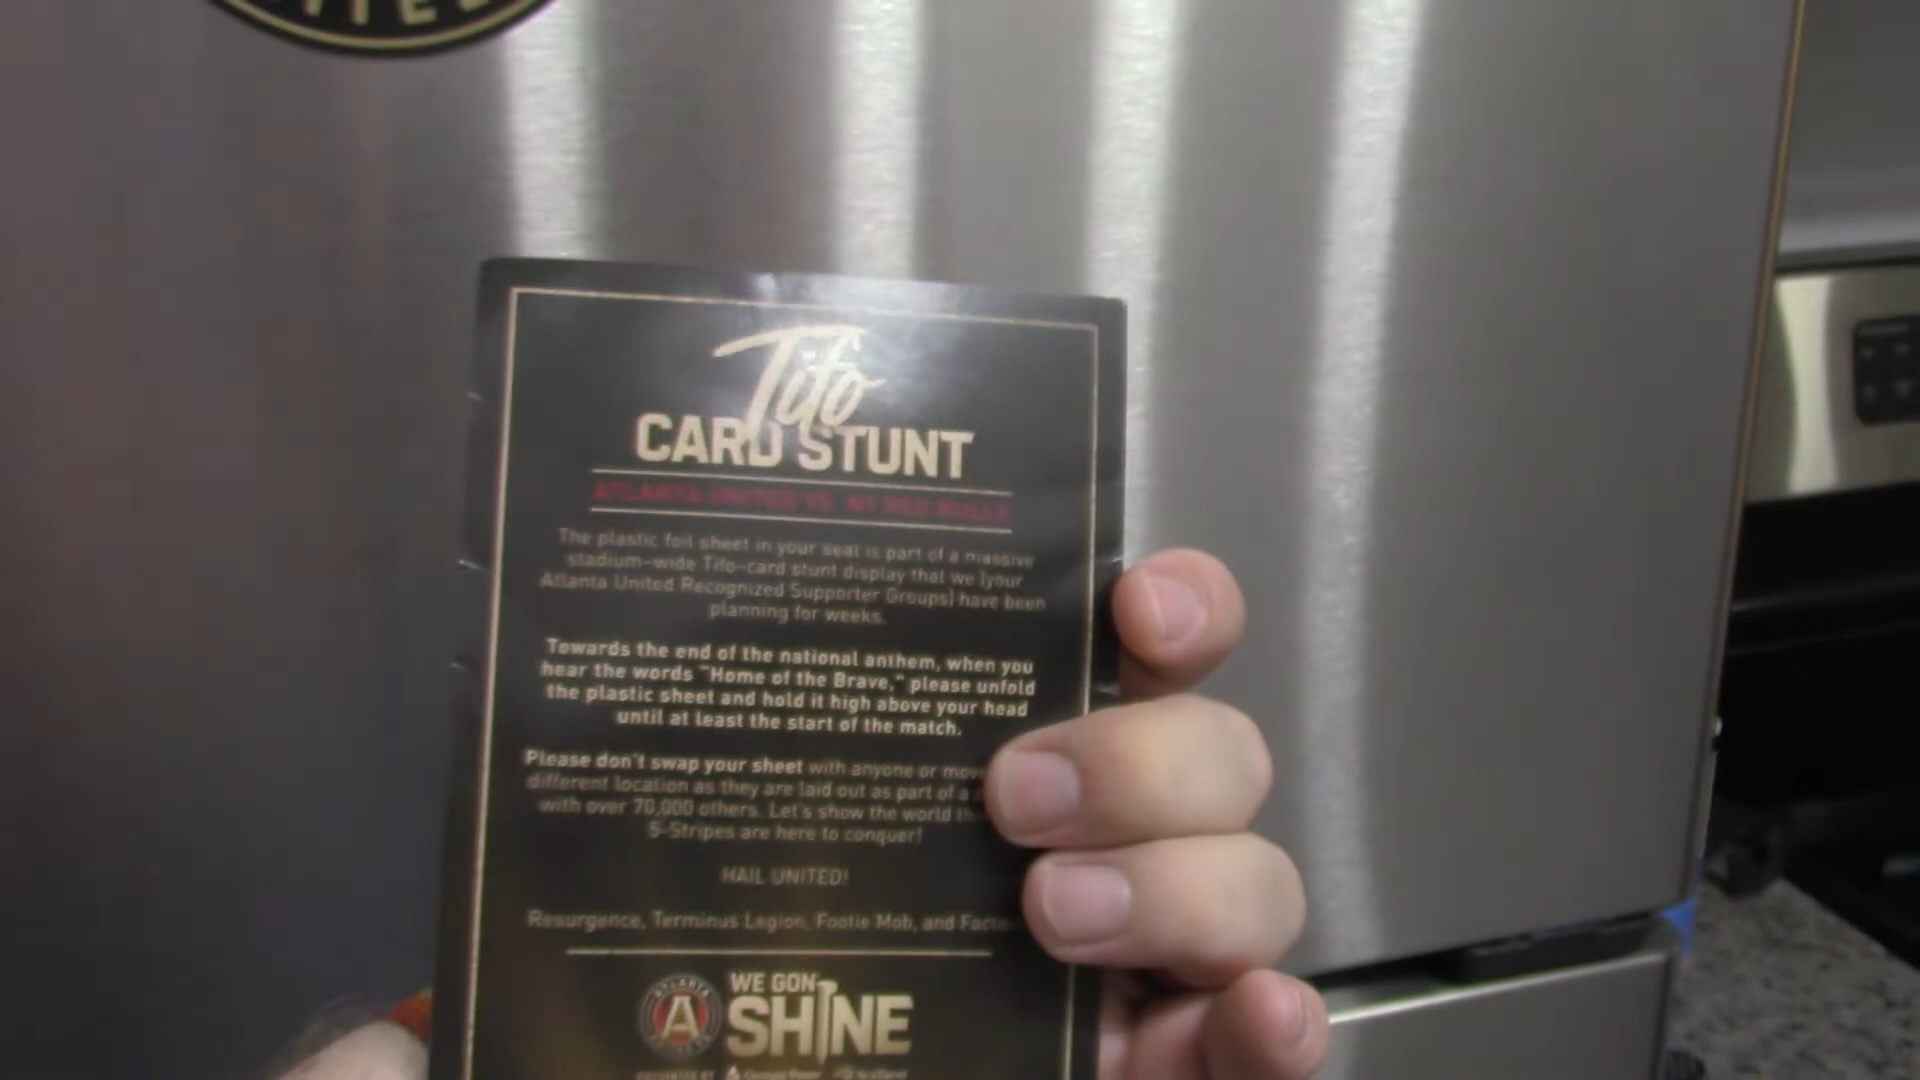 Tifo
CARD STUNT
ATLANTA UNITED VS. NY RED BULLS
The plastic foil sheet in your seat is part of a massive
stadium-wide Tifo-card stunt display that we (your
Atlanta United Recognized Supporter Groups) have been
planning for weeks.
Towards the end of the national anthem, when you
hear the words "Home of the Brave," please unfold
the plastic sheet and hold it high above your head
until at least the start of the match.
Please don't swap your sheet with anyone or
different location as they are laid out as part of a
with over 70,000 others. Let's show the world
5-Stripes are here to conquer!
HAIL UNITED!
Resurgence, Terminus Legion, Footie Mob, and
ATLANTA
A
WE GON
SHINE
PRESENTED BY Georgia Power